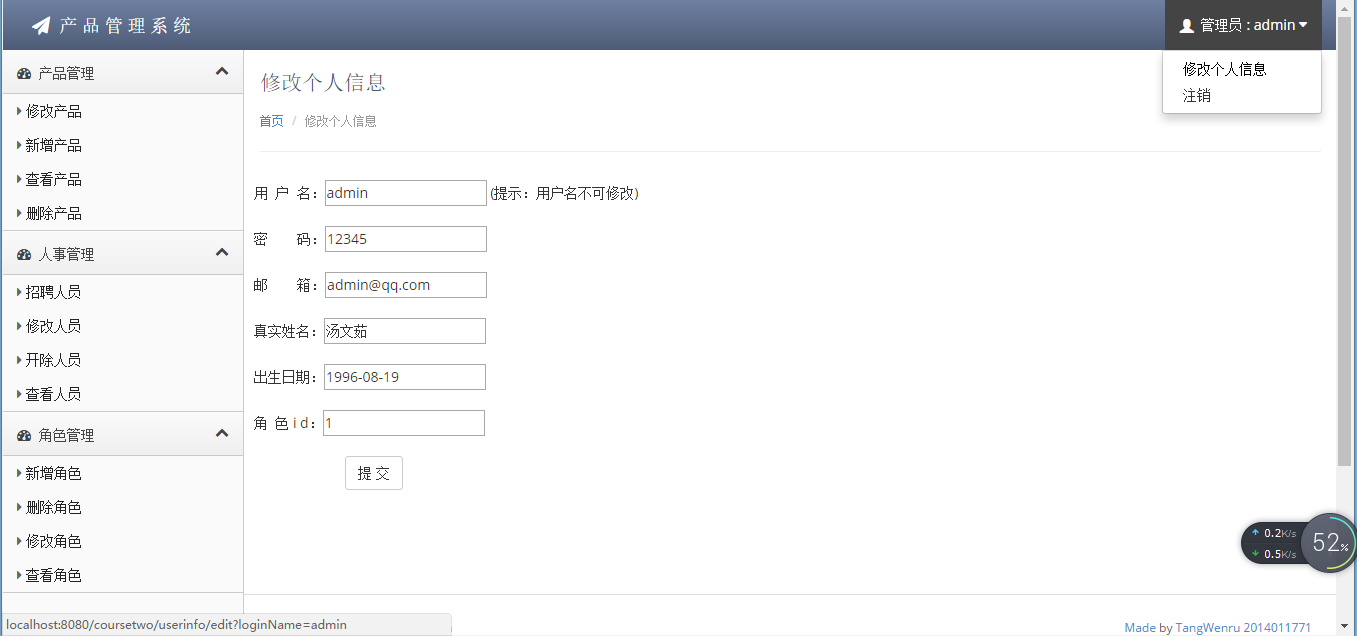 产品管理系统
管理员 : admin
修改个人信息
注销
产品管理
修改产品
新增产品
查看产品
删除产品
人事管理
招聘人员
修改人员
开除人员
查看人员
角色管理
新增角色
删除角色
修改角色
查看角色
修改个人信息
首页 / 修改个人信息
用 户 名：admin (提示：用户名不可修改)
密 码：12345
邮 箱：admin@qq.com
真实姓名：汤文茹
出生日期：1996-08-19
角 色 i d：1
提 交
0.2K/s
0.5K/s
52%
Made by TangWenru 2014011771
localhost:8080/coursetwo/userinfo/edit?loginName=admin